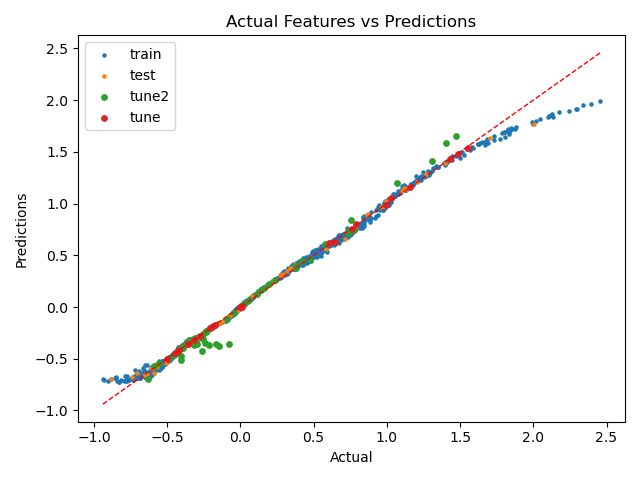 Actual Features vs Predictions
train
test
tune2
tune
2.5
2.0
1.5
1.0
0.5
0.0
−0.5
−1.0
Predictions
−1.0 −0.5 0.0 0.5 1.0 1.5 2.0 2.5
Actual